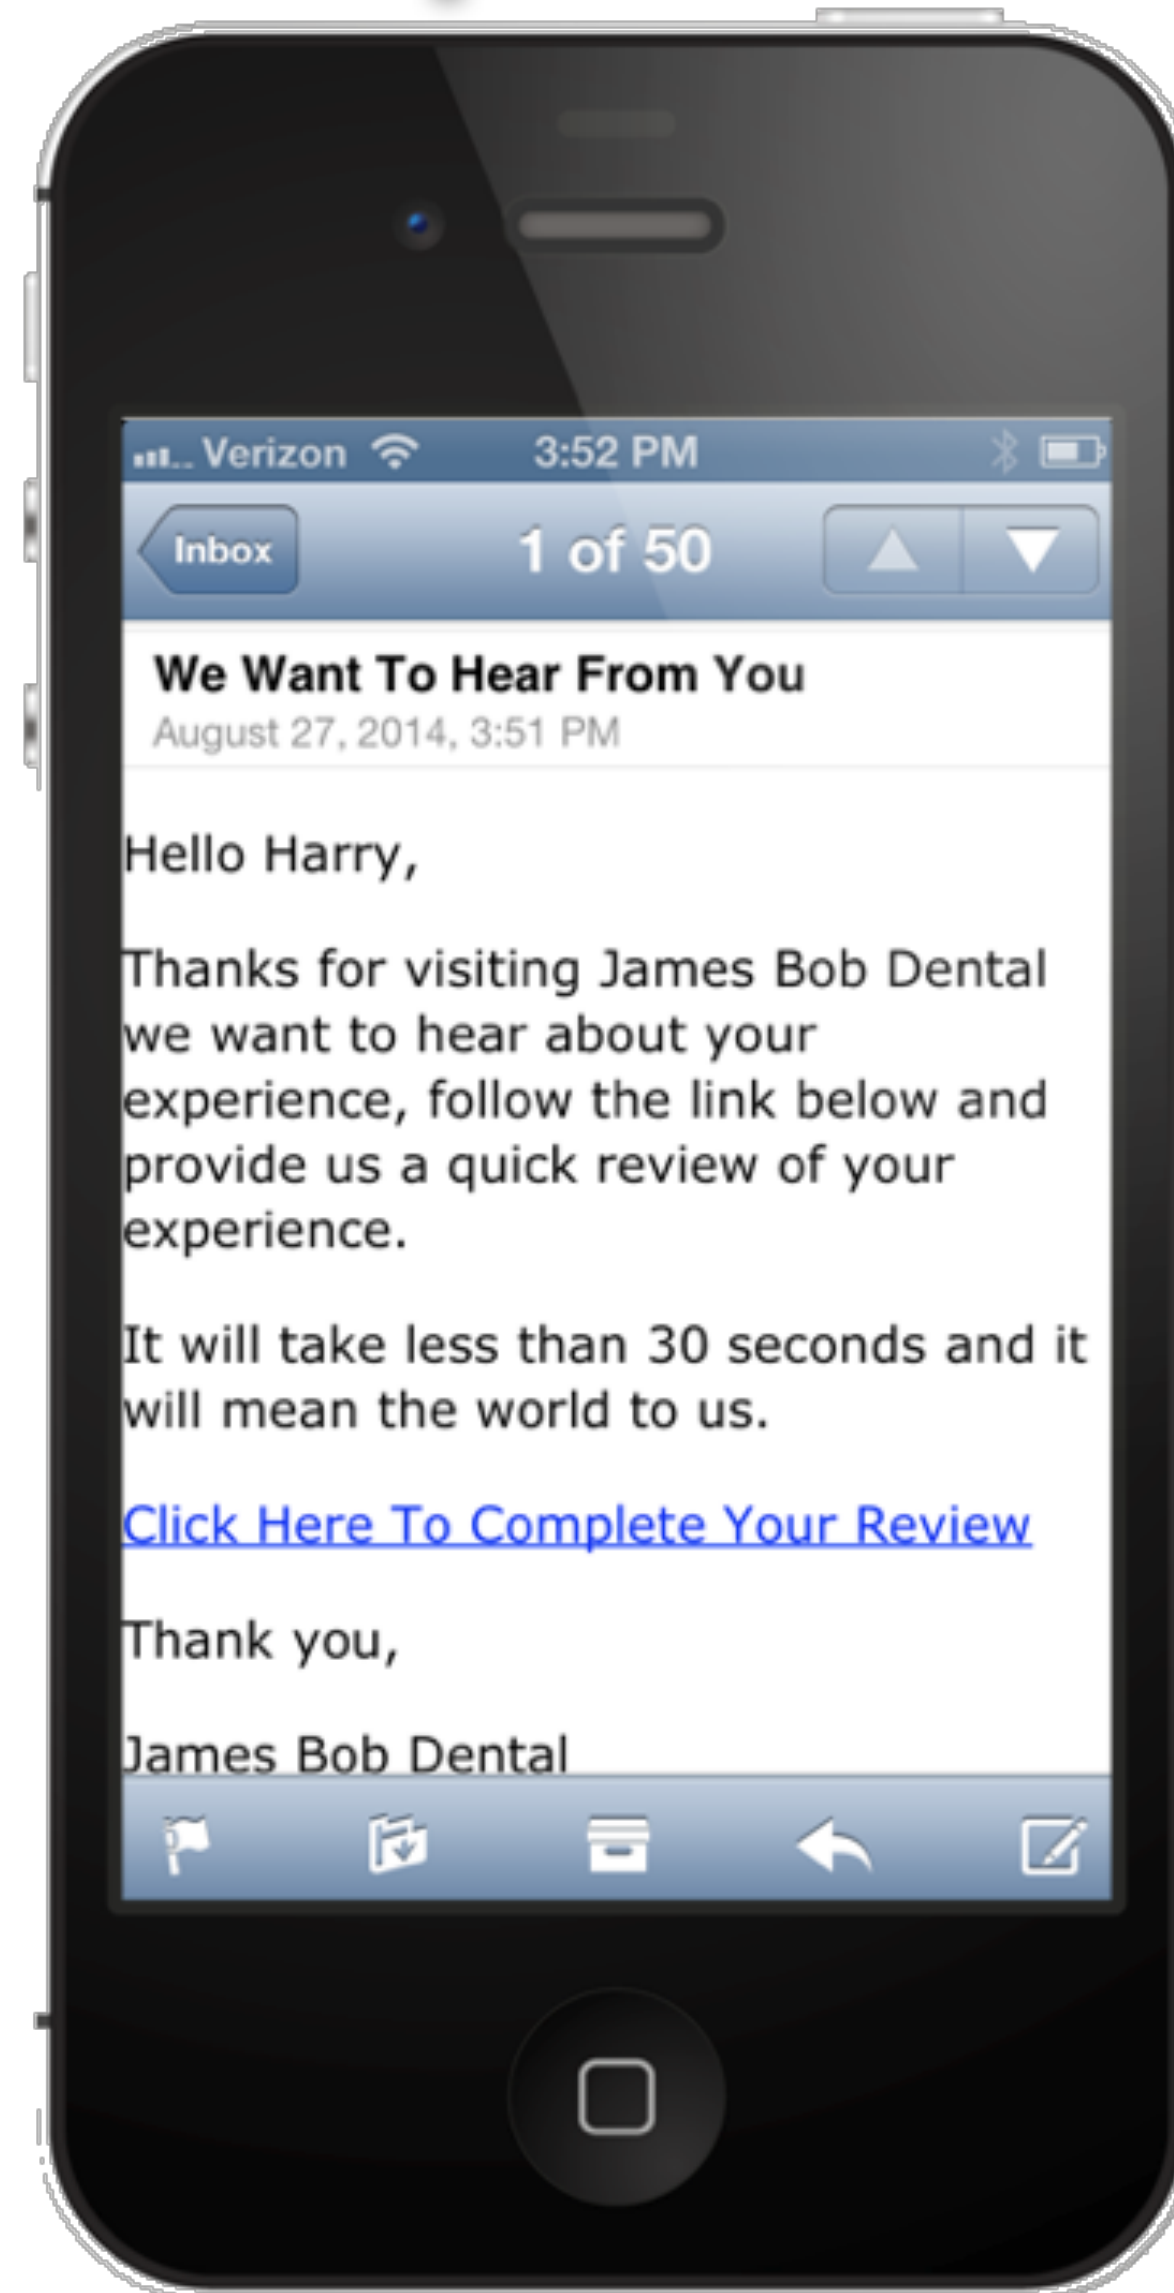 Verizon 3:52 PM
Inbox 1 of 50
We Want To Hear From You
August 27, 2014, 3:51 PM
Hello Harry,
Thanks for visiting James Bob Dental
we want to hear about your
experience, follow the link below and
provide us a quick review of your
experience.
It will take less than 30 seconds and it
will mean the world to us.
Click Here To Complete Your Review
Thank you,
James Bob Dental